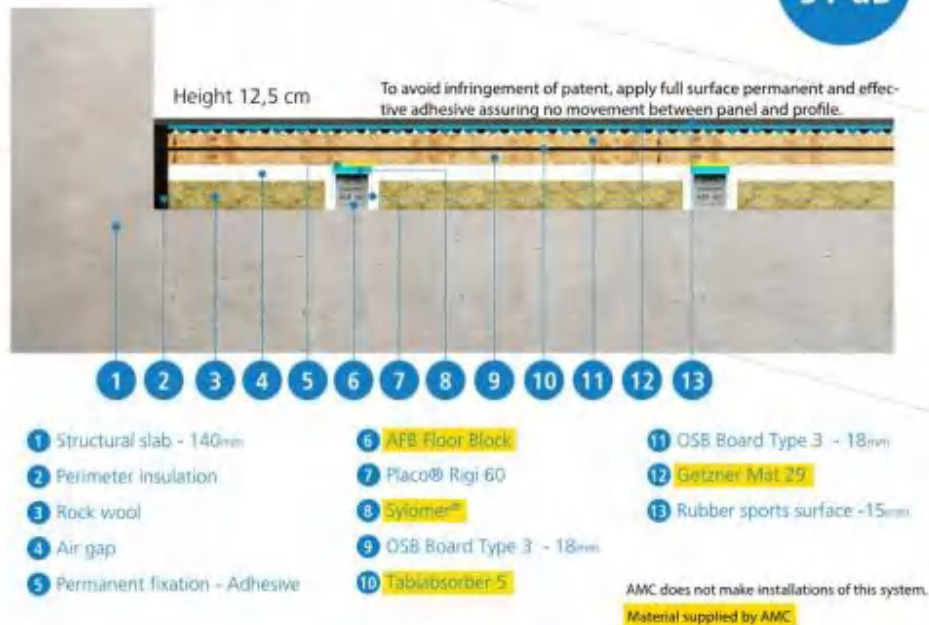 Height 12,5 cm
To avoid infringement of patent, apply full surface permanent and effec-
tive adhesive assuring no movement between panel and profile.
1 2 3 4 5 6 7 8 9 10 11 12 13
1 Structural slab - 140mm
2 Perimeter insulation
3 Rock wool
4 Air gap
5 Permanent fixation - Adhesive
6 AFB Floor Block
7 Placo® Rigi 60
8 Sylomer®
9 OSB Board Type 3 - 18mm
10 Tablabsorber 5
11 OSB Board Type 3 - 18mm
12 Getzner Mat 29
13 Rubber sports surface -15mm
AMC does not make installations of this system.
Material supplied by AMC